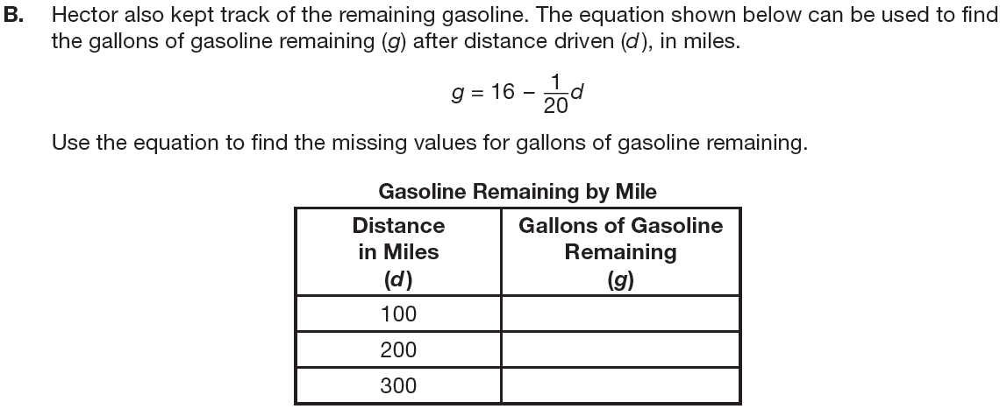 B. Hector also kept track of the remaining gasoline. The equation shown below can be used to find
the gallons of gasoline remaining (g) after distance driven (d), in miles.
g = 16 − 1/20 d
Use the equation to find the missing values for gallons of gasoline remaining.
Gasoline Remaining by Mile
Distance in Miles (d) Gallons of Gasoline Remaining (g)
100
200
300